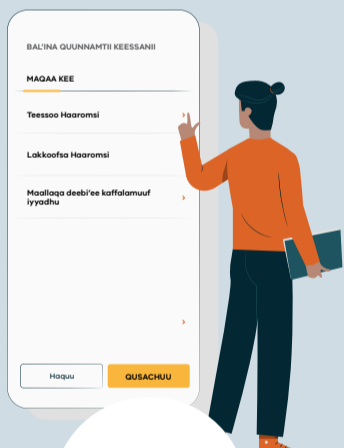 BAL'INA QUUNNAMTII KEESSANII
MAQAA KEE
Teessoo Haaromsi
Lakkoofsa Haaromsi
Maallaqa deebi'ee kaffalamuuf
iyyadhu
Haquu
QUSACHUU